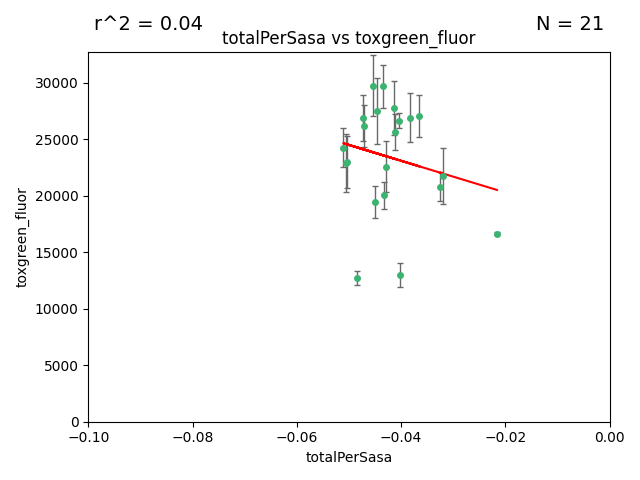 r^2 = 0.04
N = 21
totalPerSasa vs toxgreen_fluor
toxgreen_fluor
30000
25000
20000
15000
10000
5000
0
−0.10
−0.08
−0.06
−0.04
−0.02
0.00
totalPerSasa